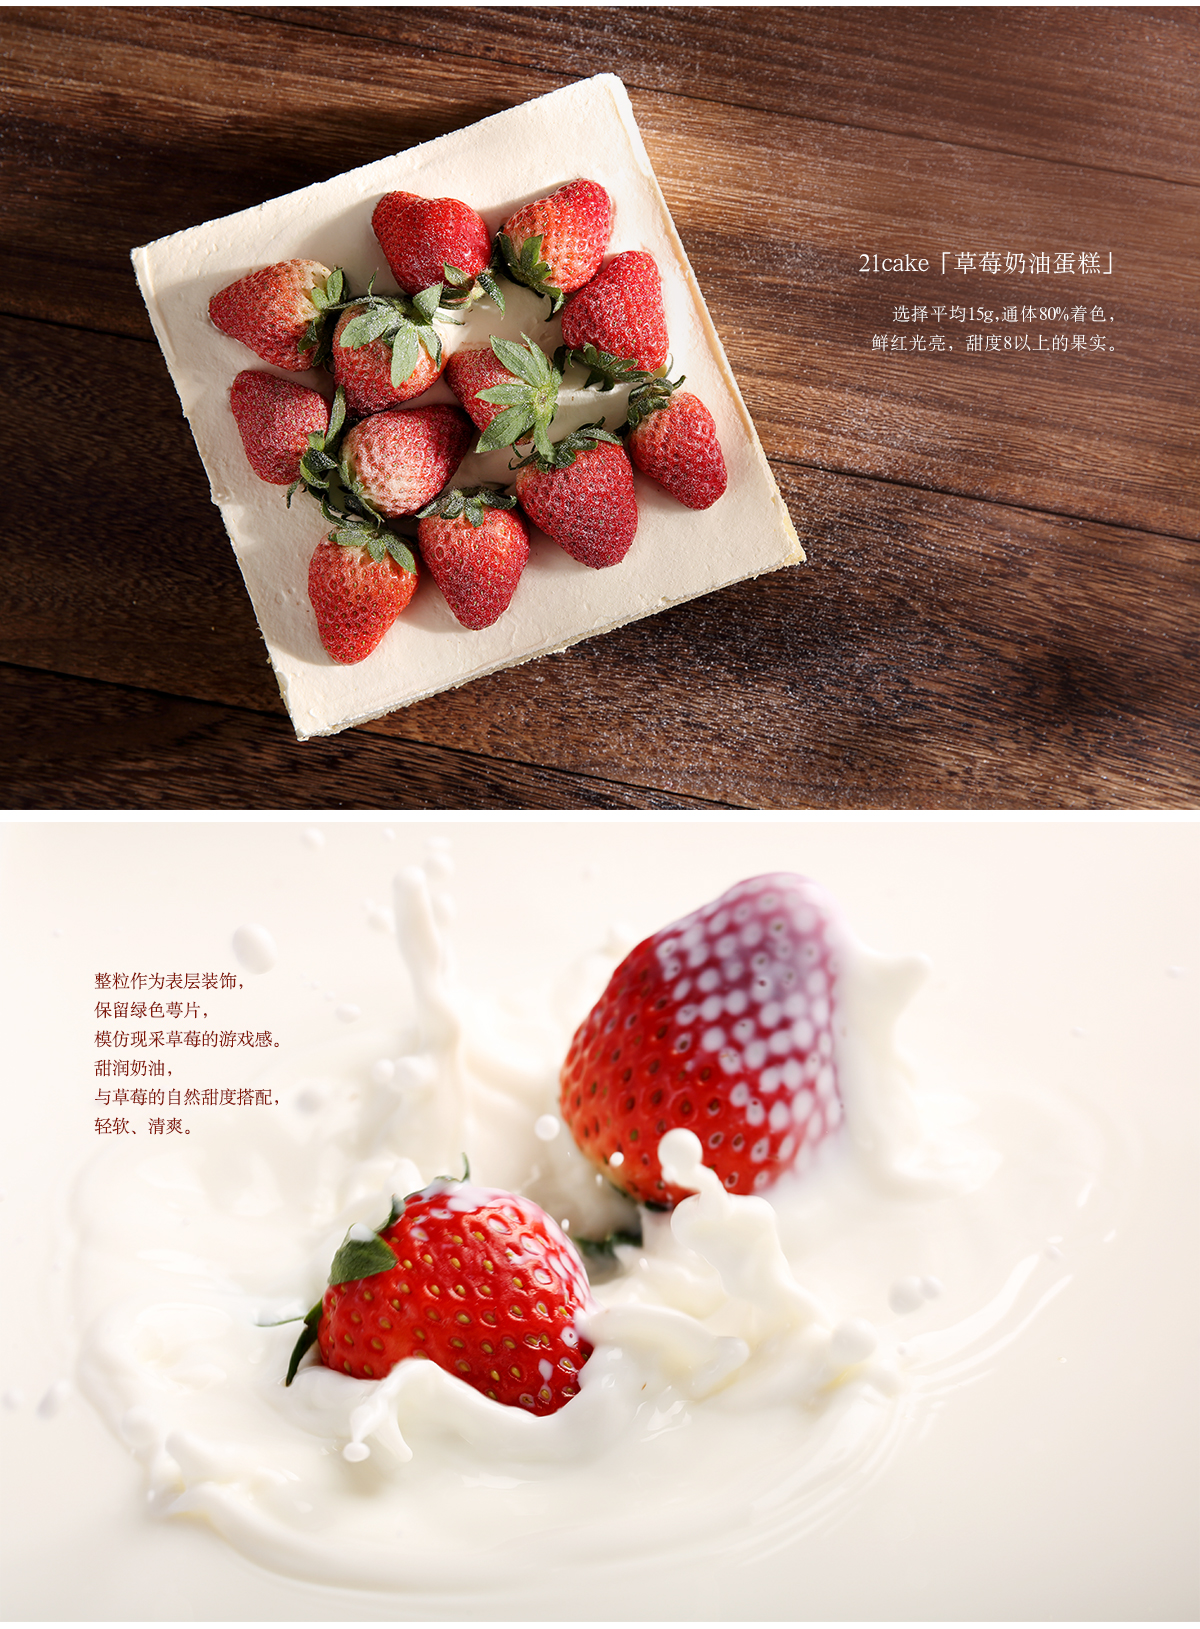 21cake「草莓奶油蛋糕」
选择平均15g,通体80%着色，
鲜红光亮，甜度8以上的果实。
整粒作为表层装饰，
保留绿色萼片，
模仿现采草莓的游戏感。
甜润奶油，
与草莓的自然甜度搭配，
轻软、清爽。